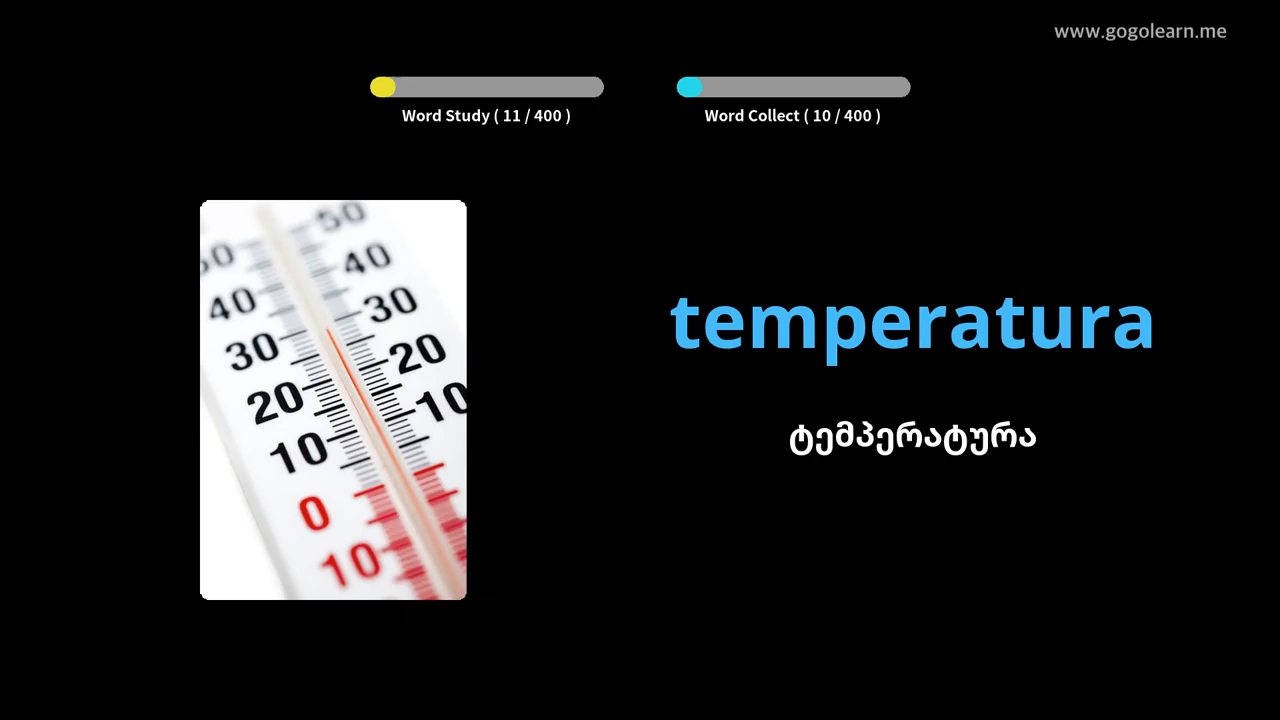 www.gogolearn.me
Word Study ( 11 / 400 )
Word Collect ( 10 / 400 )
50
50
40
40
30
30
20
20
10
10
0
10
temperatura
ტემპერატურა